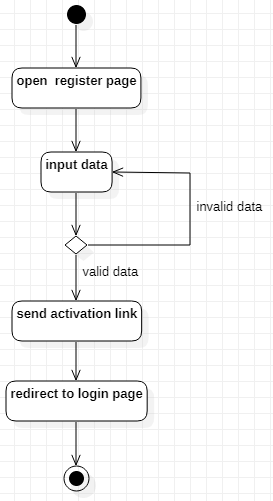 open  register page
input data
invalid data
valid data
send activation link
redirect to login page